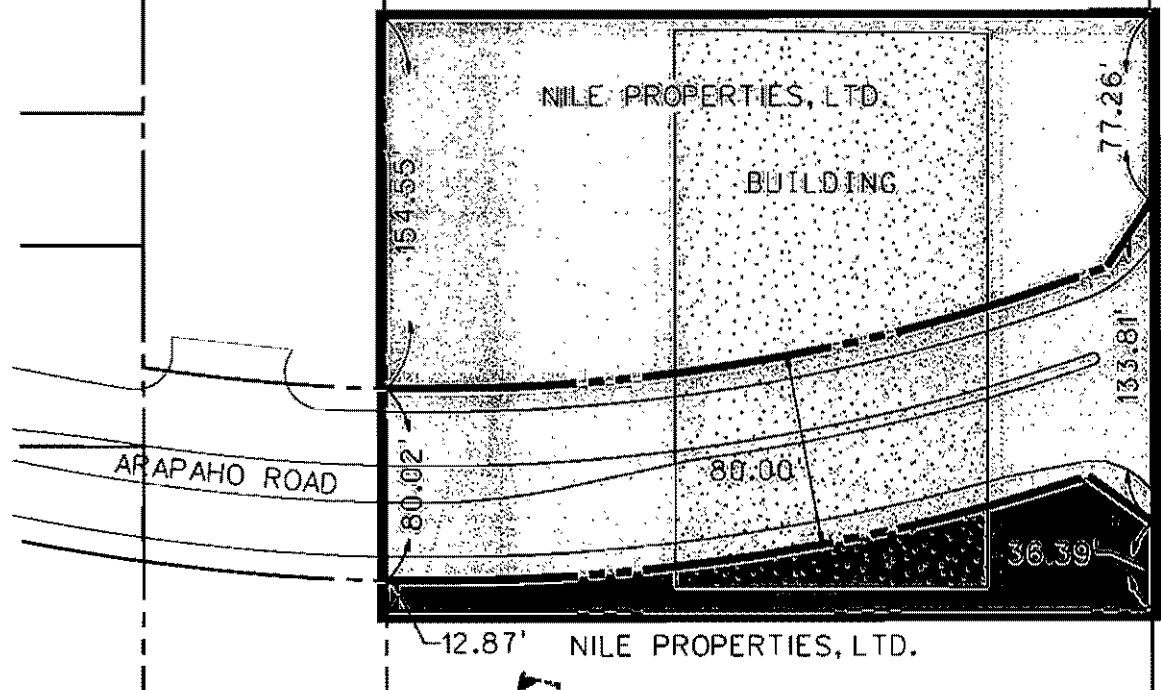 NILE PROPERTIES, LTD.
77.26'
BUILDING
154.55'
133.81'
ARAPAHO ROAD
80.02'
80.00'
36.39'
12.87'
NILE PROPERTIES, LTD.